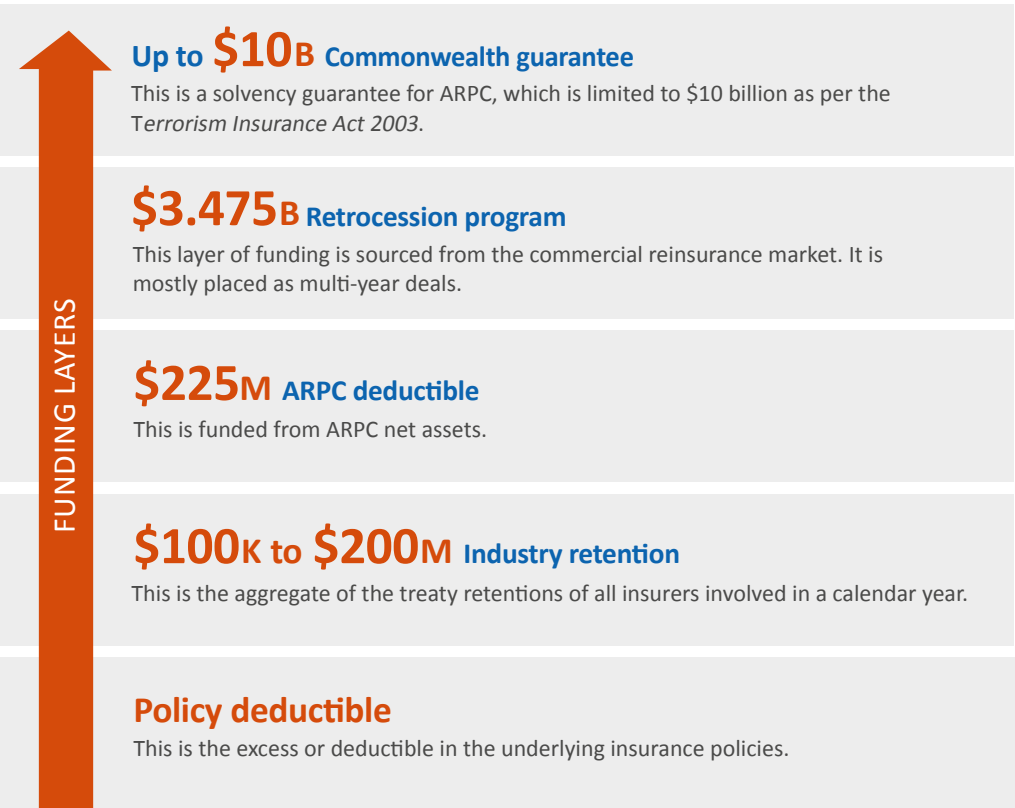 Up to $10B Commonwealth guarantee
This is a solvency guarantee for ARPC, which is limited to $10 billion as per the
Terrorism Insurance Act 2003.
$3.475B Retrocession program
This layer of funding is sourced from the commercial reinsurance market. It is
mostly placed as multi-year deals.
$225M ARPC deductible
This is funded from ARPC net assets.
$100K to $200M Industry retention
This is the aggregate of the treaty retentions of all insurers involved in a calendar year.
Policy deductible
This is the excess or deductible in the underlying insurance policies.
FUNDING LAYERS